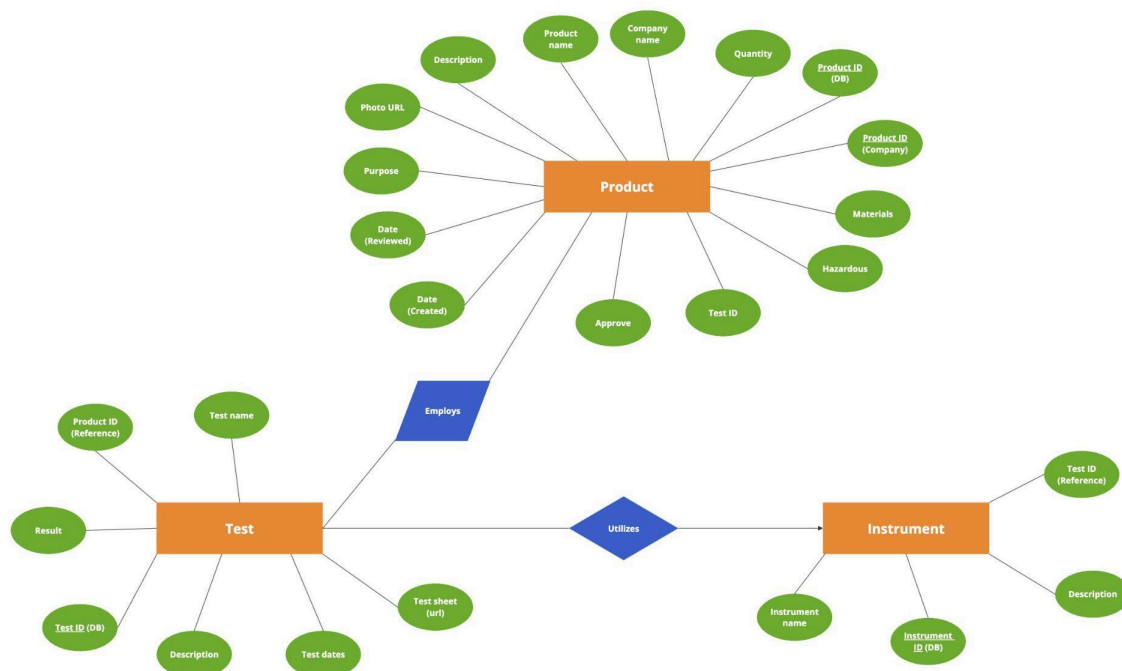 Product
name
Company
name
Description
Quantity
Product ID
(DB)
Photo URL
Product ID
(Company)
Purpose
Product
Materials
Date
(Reviewed)
Hazardous
Date
(Created)
Approve
Test ID
Employs
Product ID
(Reference)
Test name
Test ID
(Reference)
Result
Test
Utilizes
Instrument
Test sheet
(url)
Description
Instrument
name
Test ID (DB)
Description
Test dates
Instrument
ID (DB)